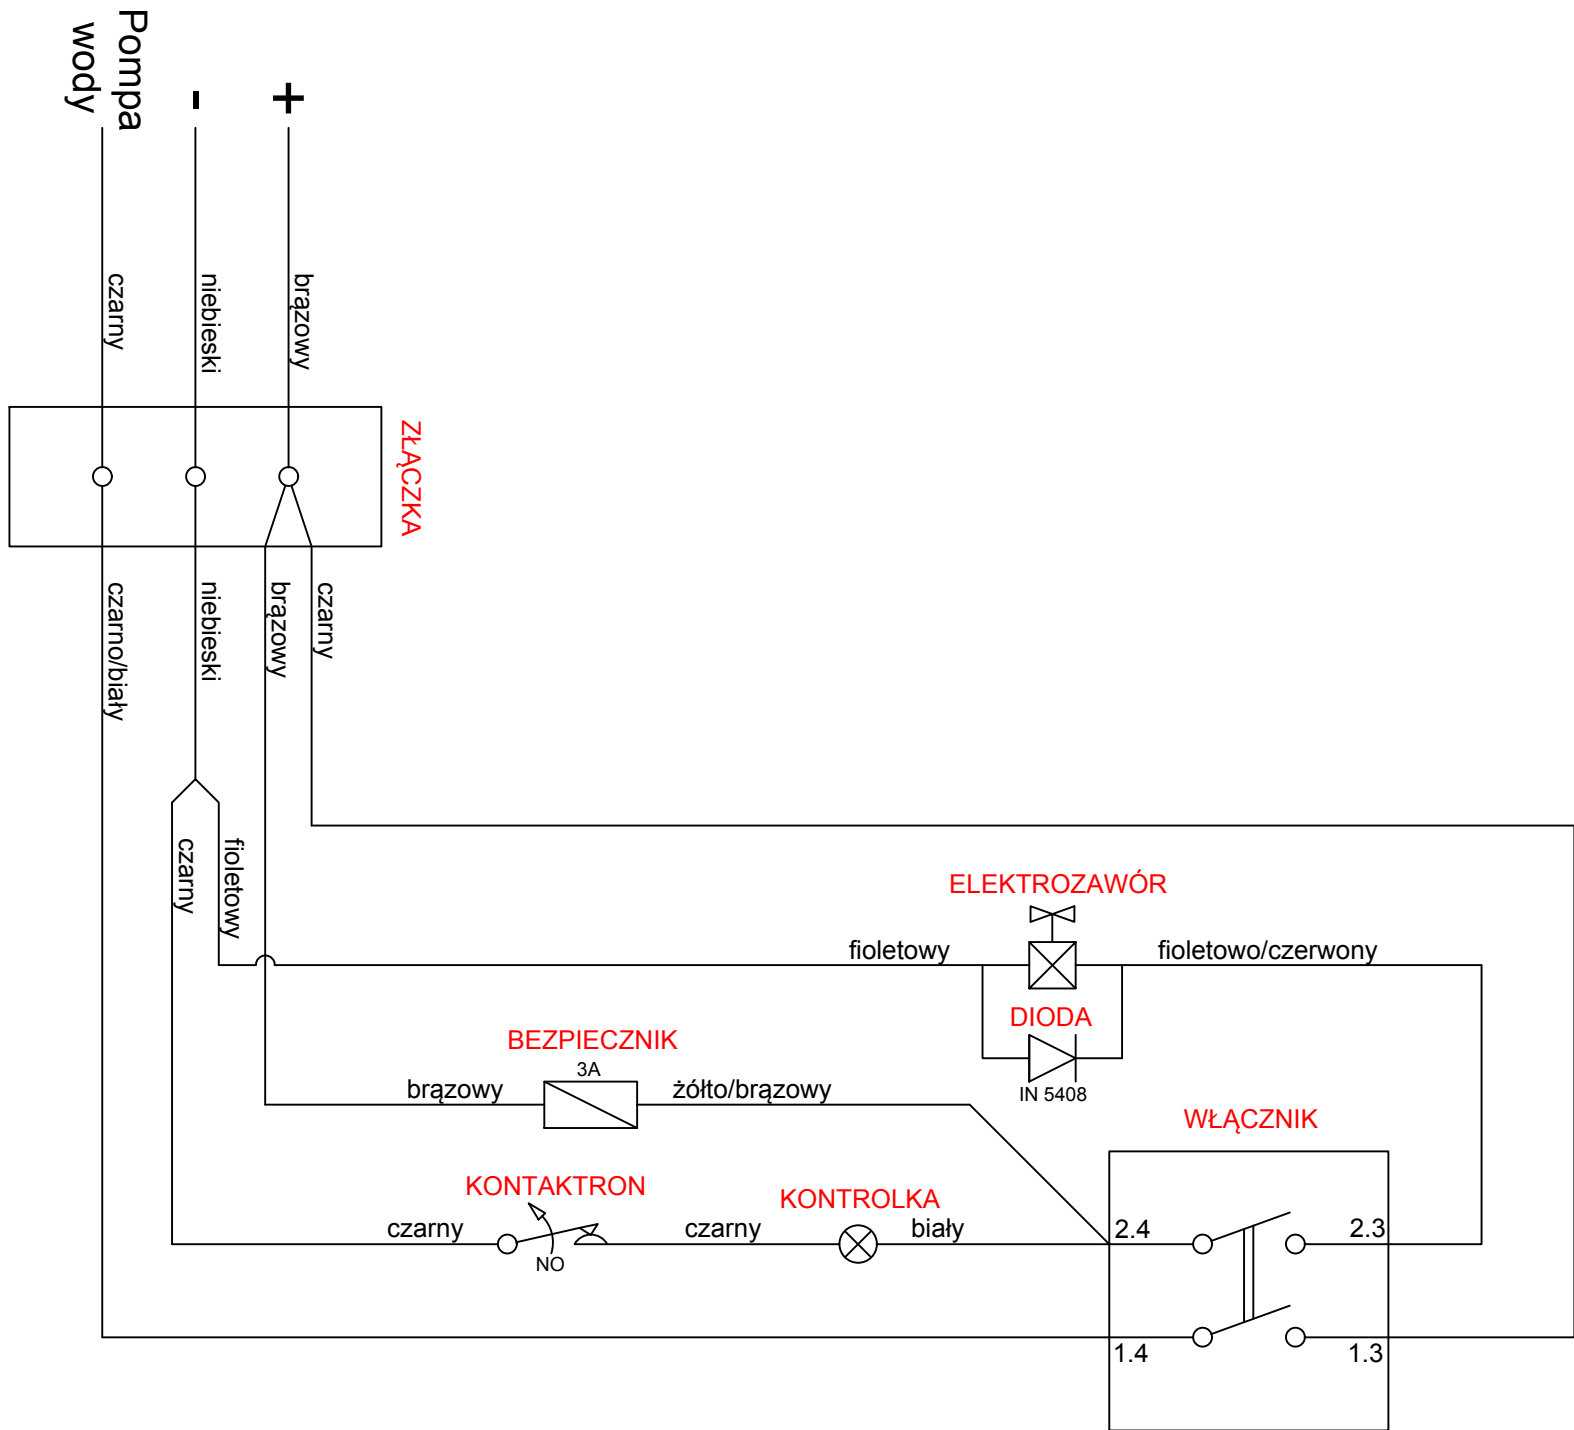 Pompa
wody
-
+
czarny
niebieski
brązowy
ZŁĄCZKA
czarno/biały
niebieski
brązowy
czarny
czarny
fioletowy
ELEKTROZAWÓR
fioletowy
fioletowo/czerwony
DIODA
IN 5408
BEZPIECZNIK
3A
brązowy
żółto/brązowy
WŁĄCZNIK
KONTAKTRON
KONTROLKA
czarny
NO
czarny
biały
2.4
2.3
1.4
1.3